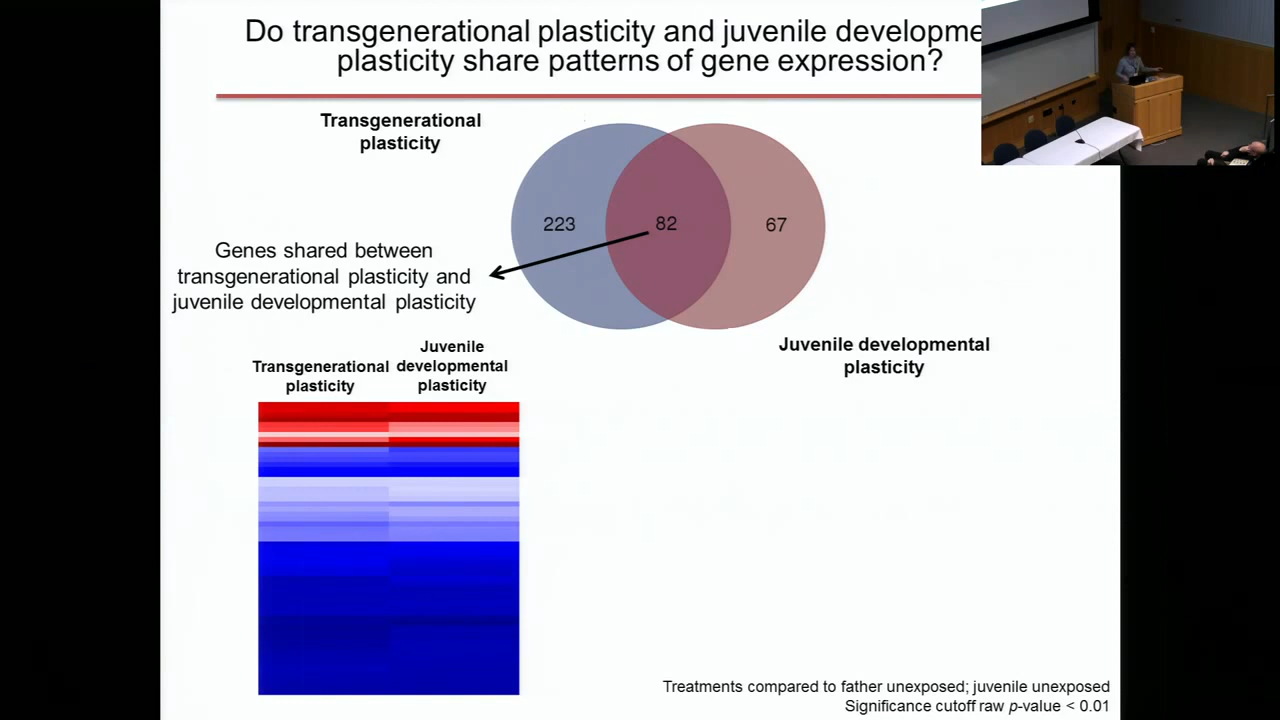 Do transgenerational plasticity and juvenile developme
plasticity share patterns of gene expression?
Transgenerational
plasticity
223
82
67
Genes shared between
transgenerational plasticity and
juvenile developmental plasticity
Juvenile developmental
plasticity
Transgenerational
plasticity
Juvenile
developmental
plasticity
Treatments compared to father unexposed; juvenile unexposed
Significance cutoff raw p-value < 0.01